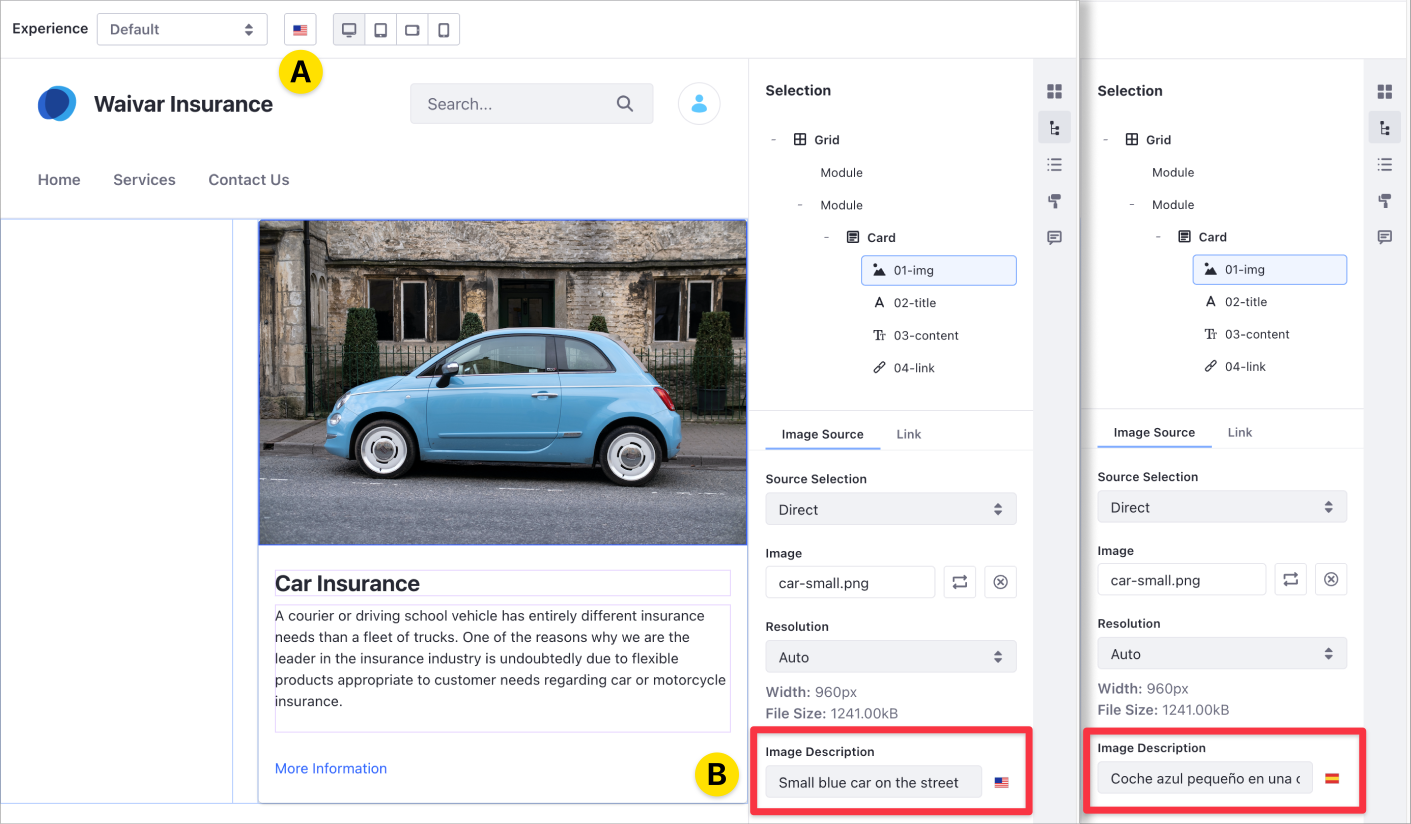 Experience
Default
A
Waivar Insurance
Search...
Home
Services
Contact Us
Car Insurance
A courier or driving school vehicle has entirely different insurance
needs than a fleet of trucks. One of the reasons why we are the
leader in the insurance industry is undoubtedly due to flexible
products appropriate to customer needs regarding car or motorcycle
insurance.
More Information
B
Selection
- Grid
Module
- Module
- Card
01-img
A 02-title
Tr 03-content
04-link
Image Source
Link
Source Selection
Direct
Image
car-small.png
Resolution
Auto
Width: 960px
File Size: 1241.00kB
Image Description
Small blue car on the street
Selection
- Grid
Module
- Module
- Card
01-img
A 02-title
Tr 03-content
04-link
Image Source
Link
Source Selection
Direct
Image
car-small.png
Resolution
Auto
Width: 960px
File Size: 1241.00kB
Image Description
Coche azul pequeño en una